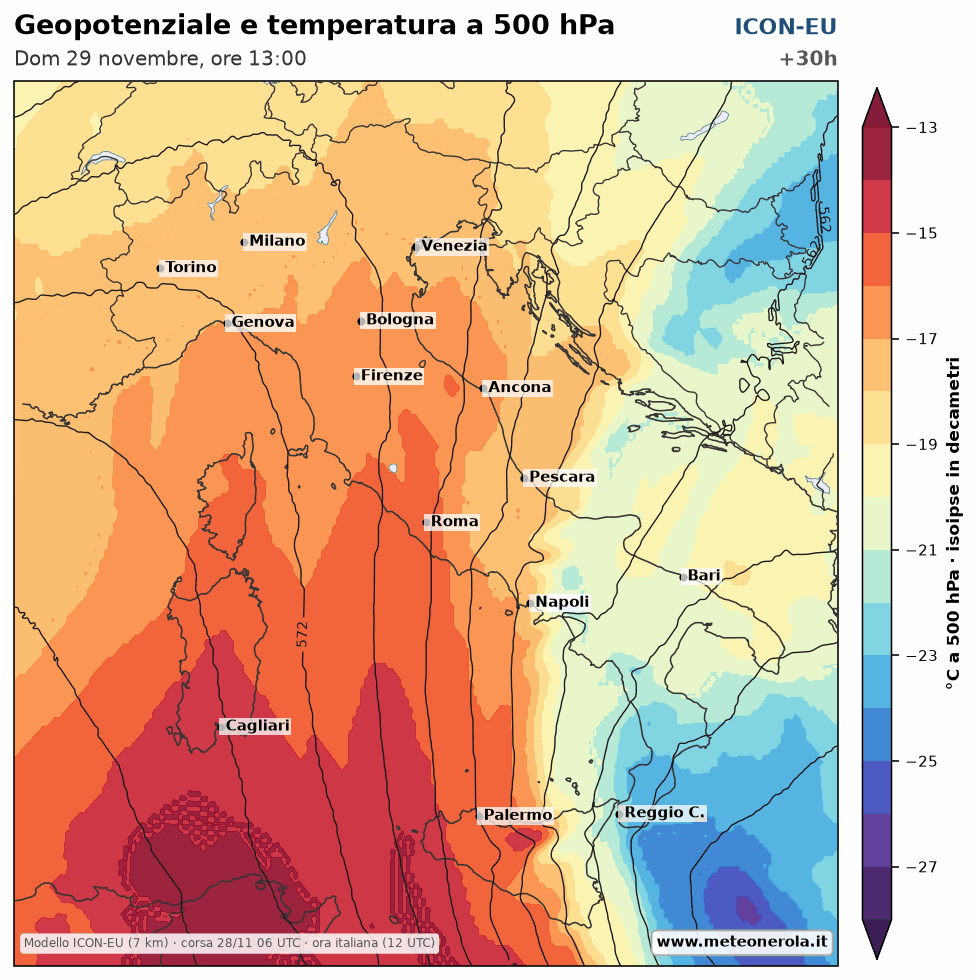 Geopotenziale e temperatura a 500 hPa
ICON-EU
Dom 29 novembre, ore 13:00
+30h
562
Milano
Venezia
Torino
Genova
Bologna
Firenze
Ancona
Pescara
Roma
Bari
Napoli
572
Cagliari
Palermo
Reggio C.
−13
−15
−17
−19
−21
−23
−25
−27
°C a 500 hPa · isoipse in decametri
Modello ICON-EU (7 km) · corsa 28/11 06 UTC · ora italiana (12 UTC)
www.meteonerola.it